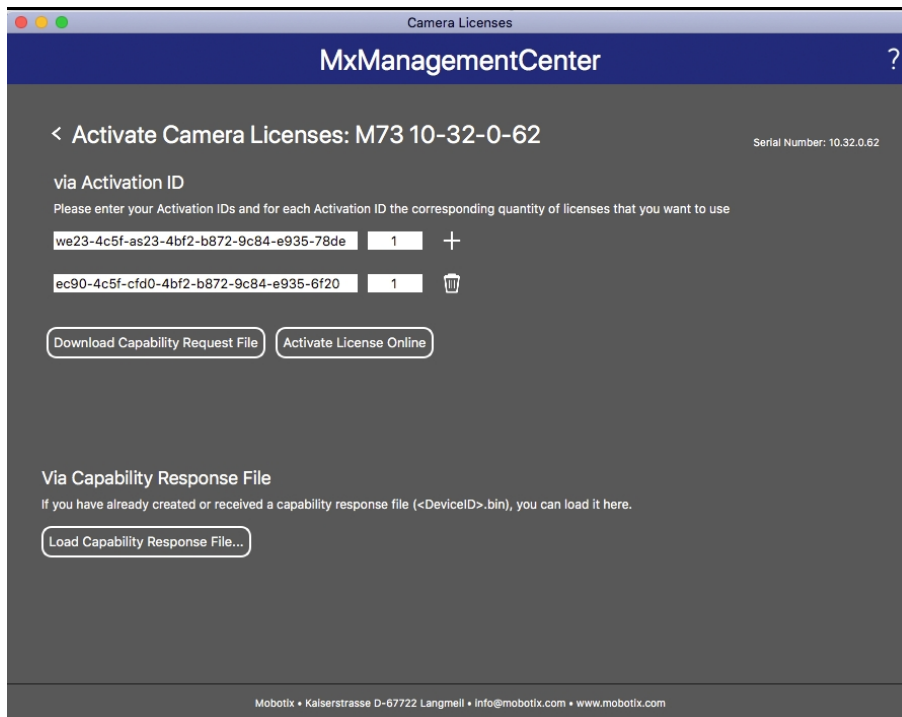 Camera Licenses
MxManagementCenter
?
< Activate Camera Licenses: M73 10-32-0-62
Serial Number: 10.32.0.62
via Activation ID
Please enter your Activation IDs and for each Activation ID the corresponding quantity of licenses that you want to use
we23-4c5f-as23-4bf2-b872-9c84-e935-78de 1 +
ec90-4c5f-cfd0-4bf2-b872-9c84-e935-6f20 1
Download Capability Request File Activate License Online
Via Capability Response File
If you have already created or received a capability response file (<DeviceID>.bin), you can load it here.
Load Capability Response File...
Mobotix • Kaiserstrasse D-67722 Langmeil • info@mobotix.com • www.mobotix.com